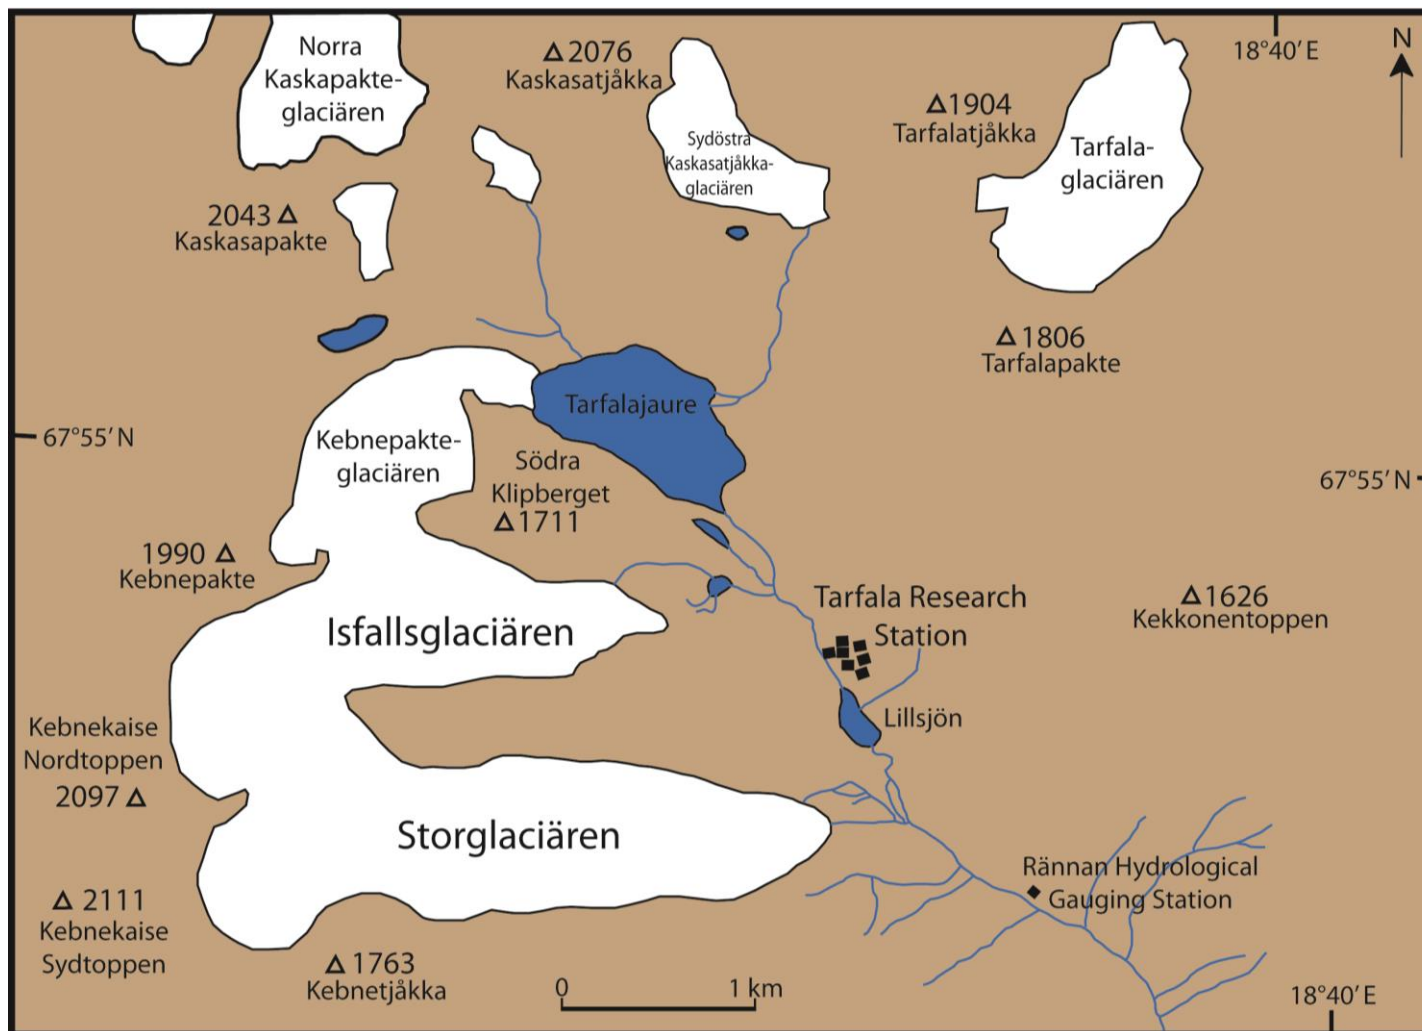 Norra
Kaskapakte-
glaciären
2076
Kaskasatjåkka
Sydöstra
Kaskasatjåkka-
glaciären
1904
Tarfalatjåkka
Tarfala-
glaciären
18°40' E
N
2043
Kaskasapakte
1806
Tarfalapakte
Tarfalajaure
67°55' N
Kebnepakte-
glaciären
Södra
Klipberget
1711
67°55' N
1990
Kebnepakte
Isfallsglaciären
Tarfala Research
Station
1626
Kekkonentoppen
Kebnekaise
Nordtoppen
2097
Lillsjön
Storglaciären
Rännan Hydrological
Gauging Station
2111
Kebnekaise
Sydtoppen
1763
Kebnetjåkka
0 1 km
18°40' E